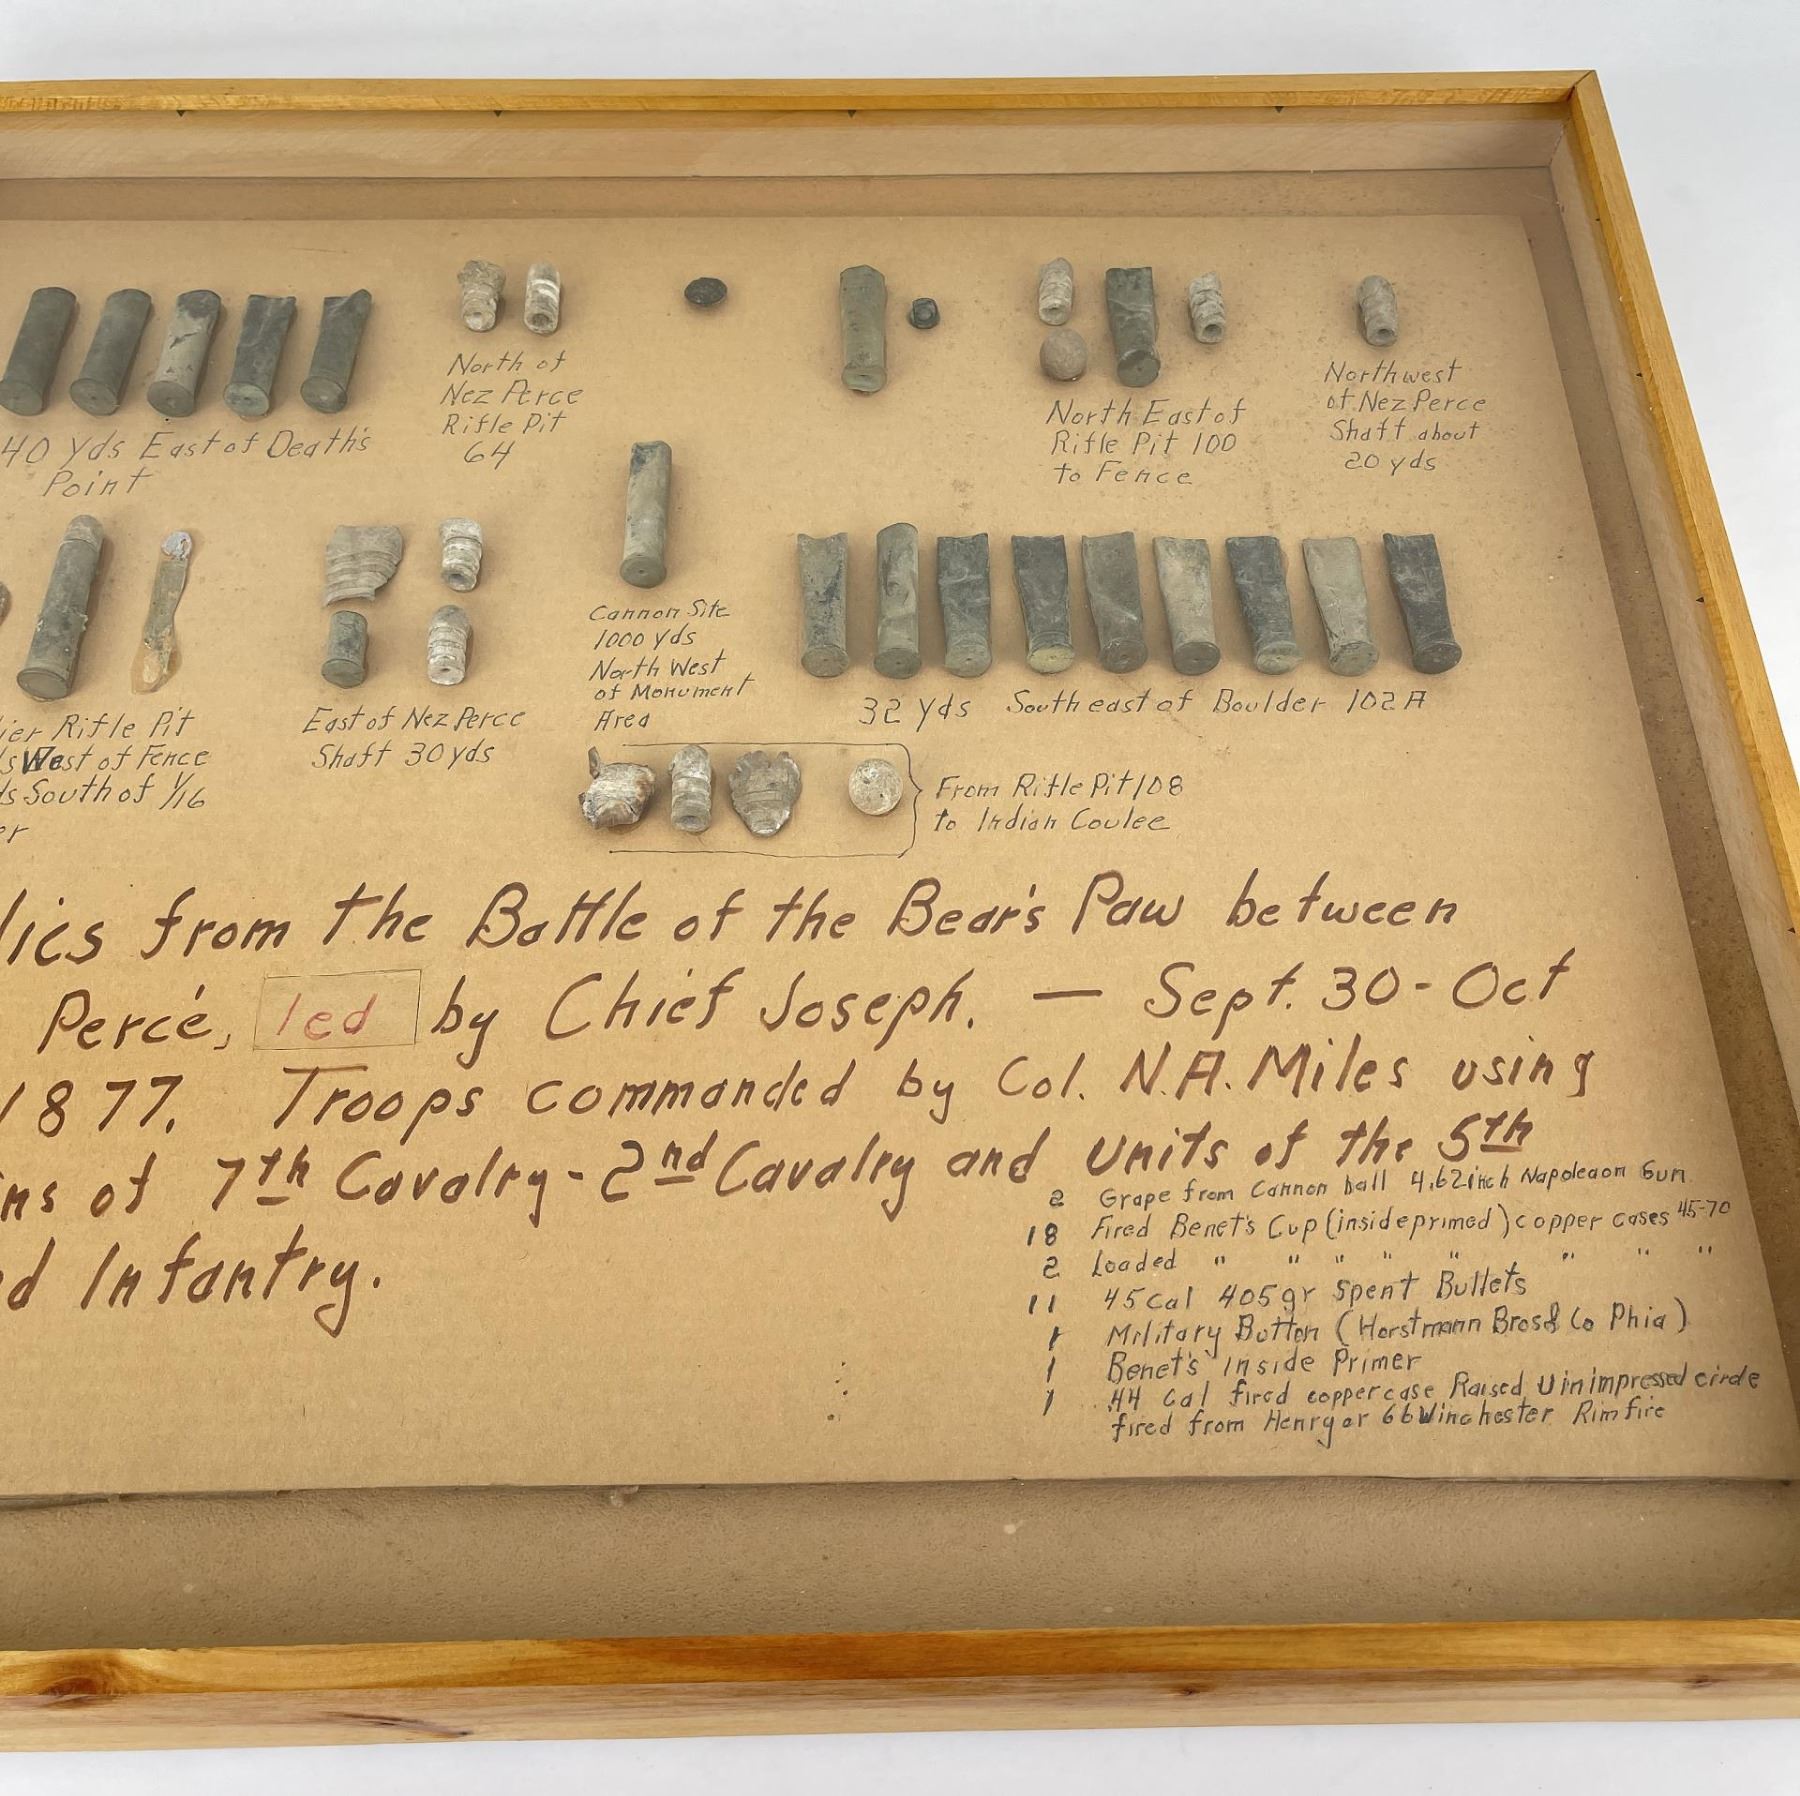 40 yds East of Death's
Point
North of
Nez Perce
Rifle Pit
64
North East of
Rifle Pit 100
to Fence
Northwest
of Nez Perce
Shaft about
20 yds
ier Rifle Pit
s West of Fence
s South of 1/16
er
East of Nez Perce
Shaft 30 yds
Cannon Site
1000 yds
North West
of Monument
Area
32 yds Southeast of Boulder 102 A
From Rifle Pit 108
to Indian Coulee
lics from the Battle of the Bear's Paw between
Percé, led by Chief Joseph. — Sept. 30 - Oct
1877. Troops commanded by Col. N.A. Miles using
ns of 7th Cavalry - 2nd Cavalry and units of the 5th
d Infantry.
2 Grape from Cannon ball 4.62 inch Napoleaon Gun
18 Fired Benet's Cup (inside primed) copper cases 45-70
2 Loaded " " " " " " " "
11 45 Cal 405 gr Spent Bullets
1 Military Button (Horstmann Bros & Co Phia)
1 Benet's Inside Primer
1 .44 Cal fired copper case Raised U in impressed circle
fired from Henry or 66 Winchester Rimfire